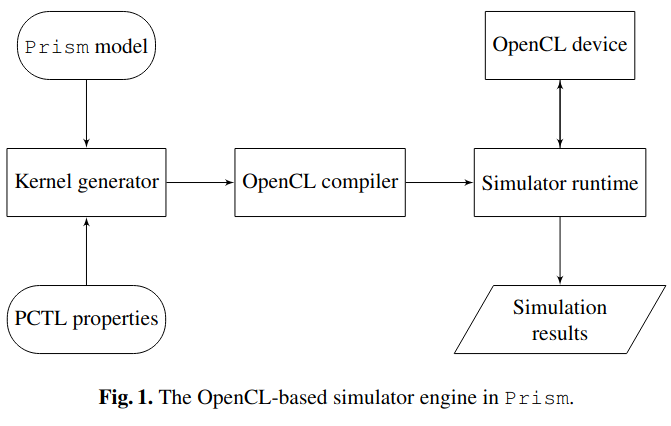 Prism model
OpenCL device
Kernel generator
OpenCL compiler
Simulator runtime
PCTL properties
Simulation
results
Fig. 1. The OpenCL-based simulator engine in Prism.